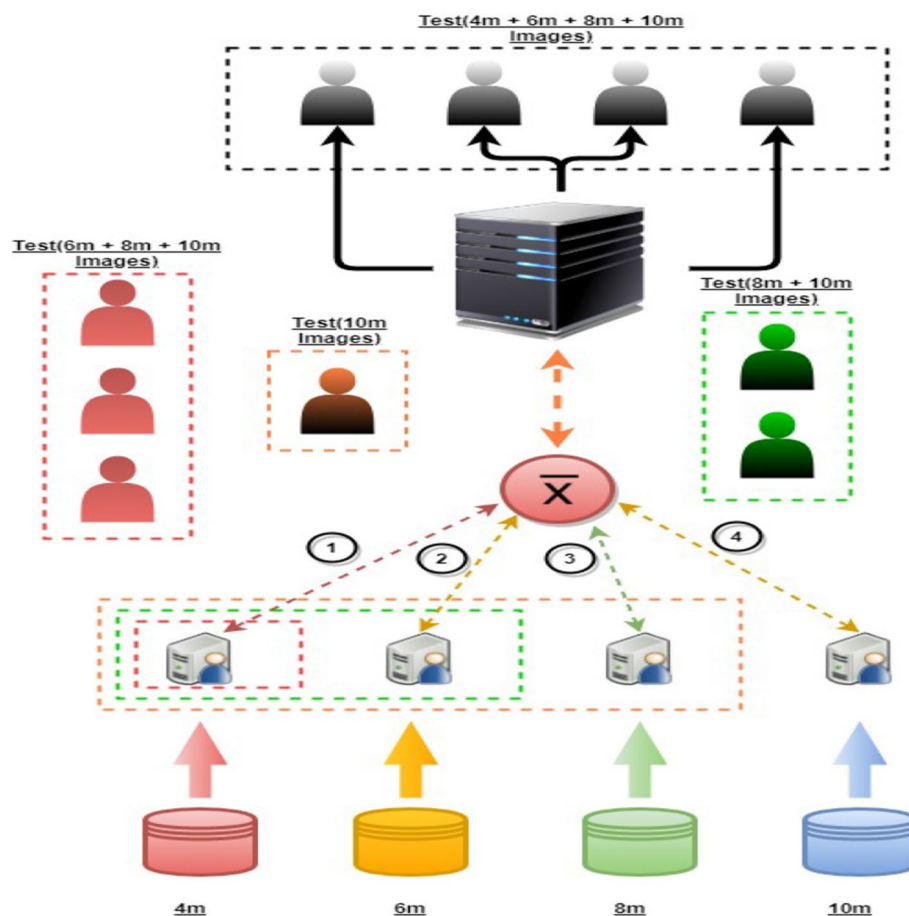 Test(4m + 6m + 8m + 10m
Images)
Test(6m + 8m + 10m
Images)
Test(10m
Images)
Test(8m + 10m
Images)
x̅
1
2
3
4
4m
6m
8m
10m